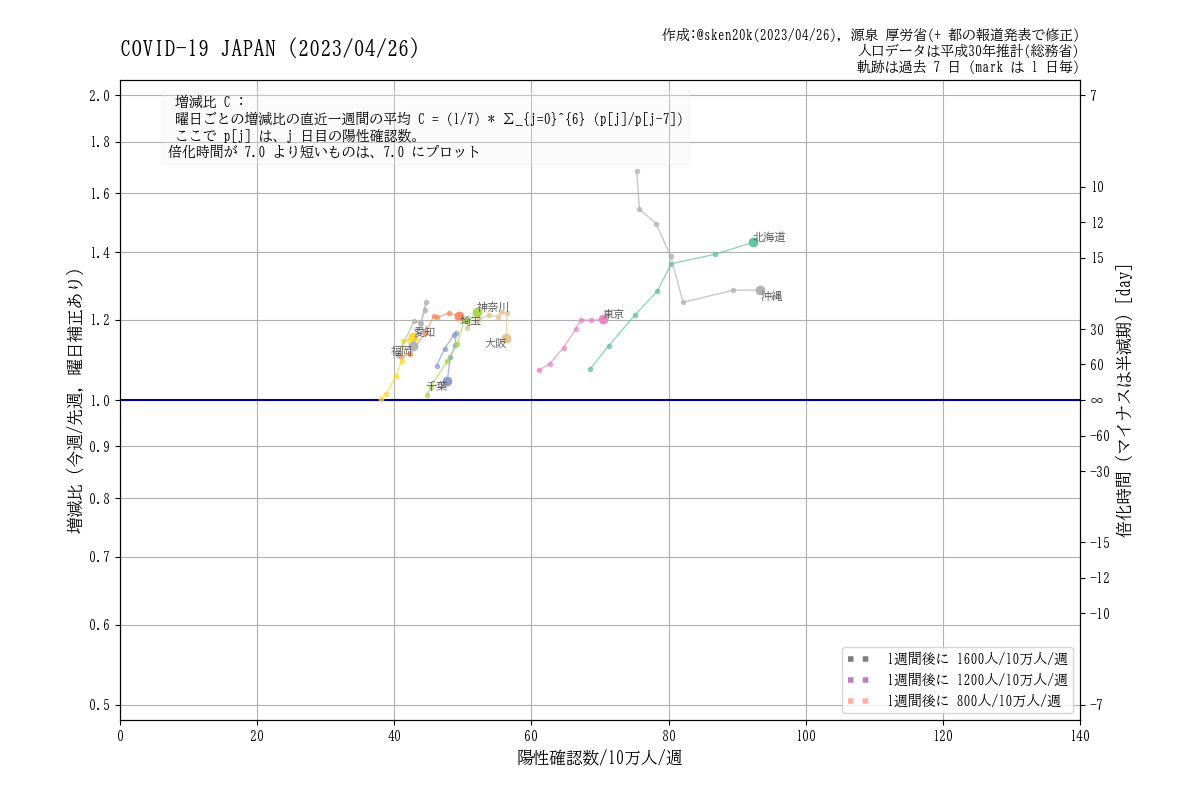 COVID-19 JAPAN (2023/04/26)
作成:@sken20k(2023/04/26), 源泉 厚労省(+ 都の報道発表で修正)
人口データは平成30年推計(総務省)
軌跡は過去 7 日 (mark は 1 日毎)
増減比 C :
曜日ごとの増減比の直近一週間の平均 C = (1/7) * Σ_{j=0}^{6} (p[j]/p[j-7])
ここで p[j] は、j 日目の陽性確認数。
倍化時間が 7.0 より短いものは、7.0 にプロット
増減比 (今週/先週, 曜日補正あり)
2.0
1.8
1.6
1.4
1.2
1.0
0.9
0.8
0.7
0.6
0.5
北海道
沖縄
東京
神奈川
埼玉
愛知
大阪
福岡
千葉
7
10
12
15
30
60
∞
-60
-30
-15
-12
-10
-7
倍化時間 (マイナスは半減期) [day]
1週間後に 1600人/10万人/週
1週間後に 1200人/10万人/週
1週間後に 800人/10万人/週
0 20 40 60 80 100 120 140
陽性確認数/10万人/週